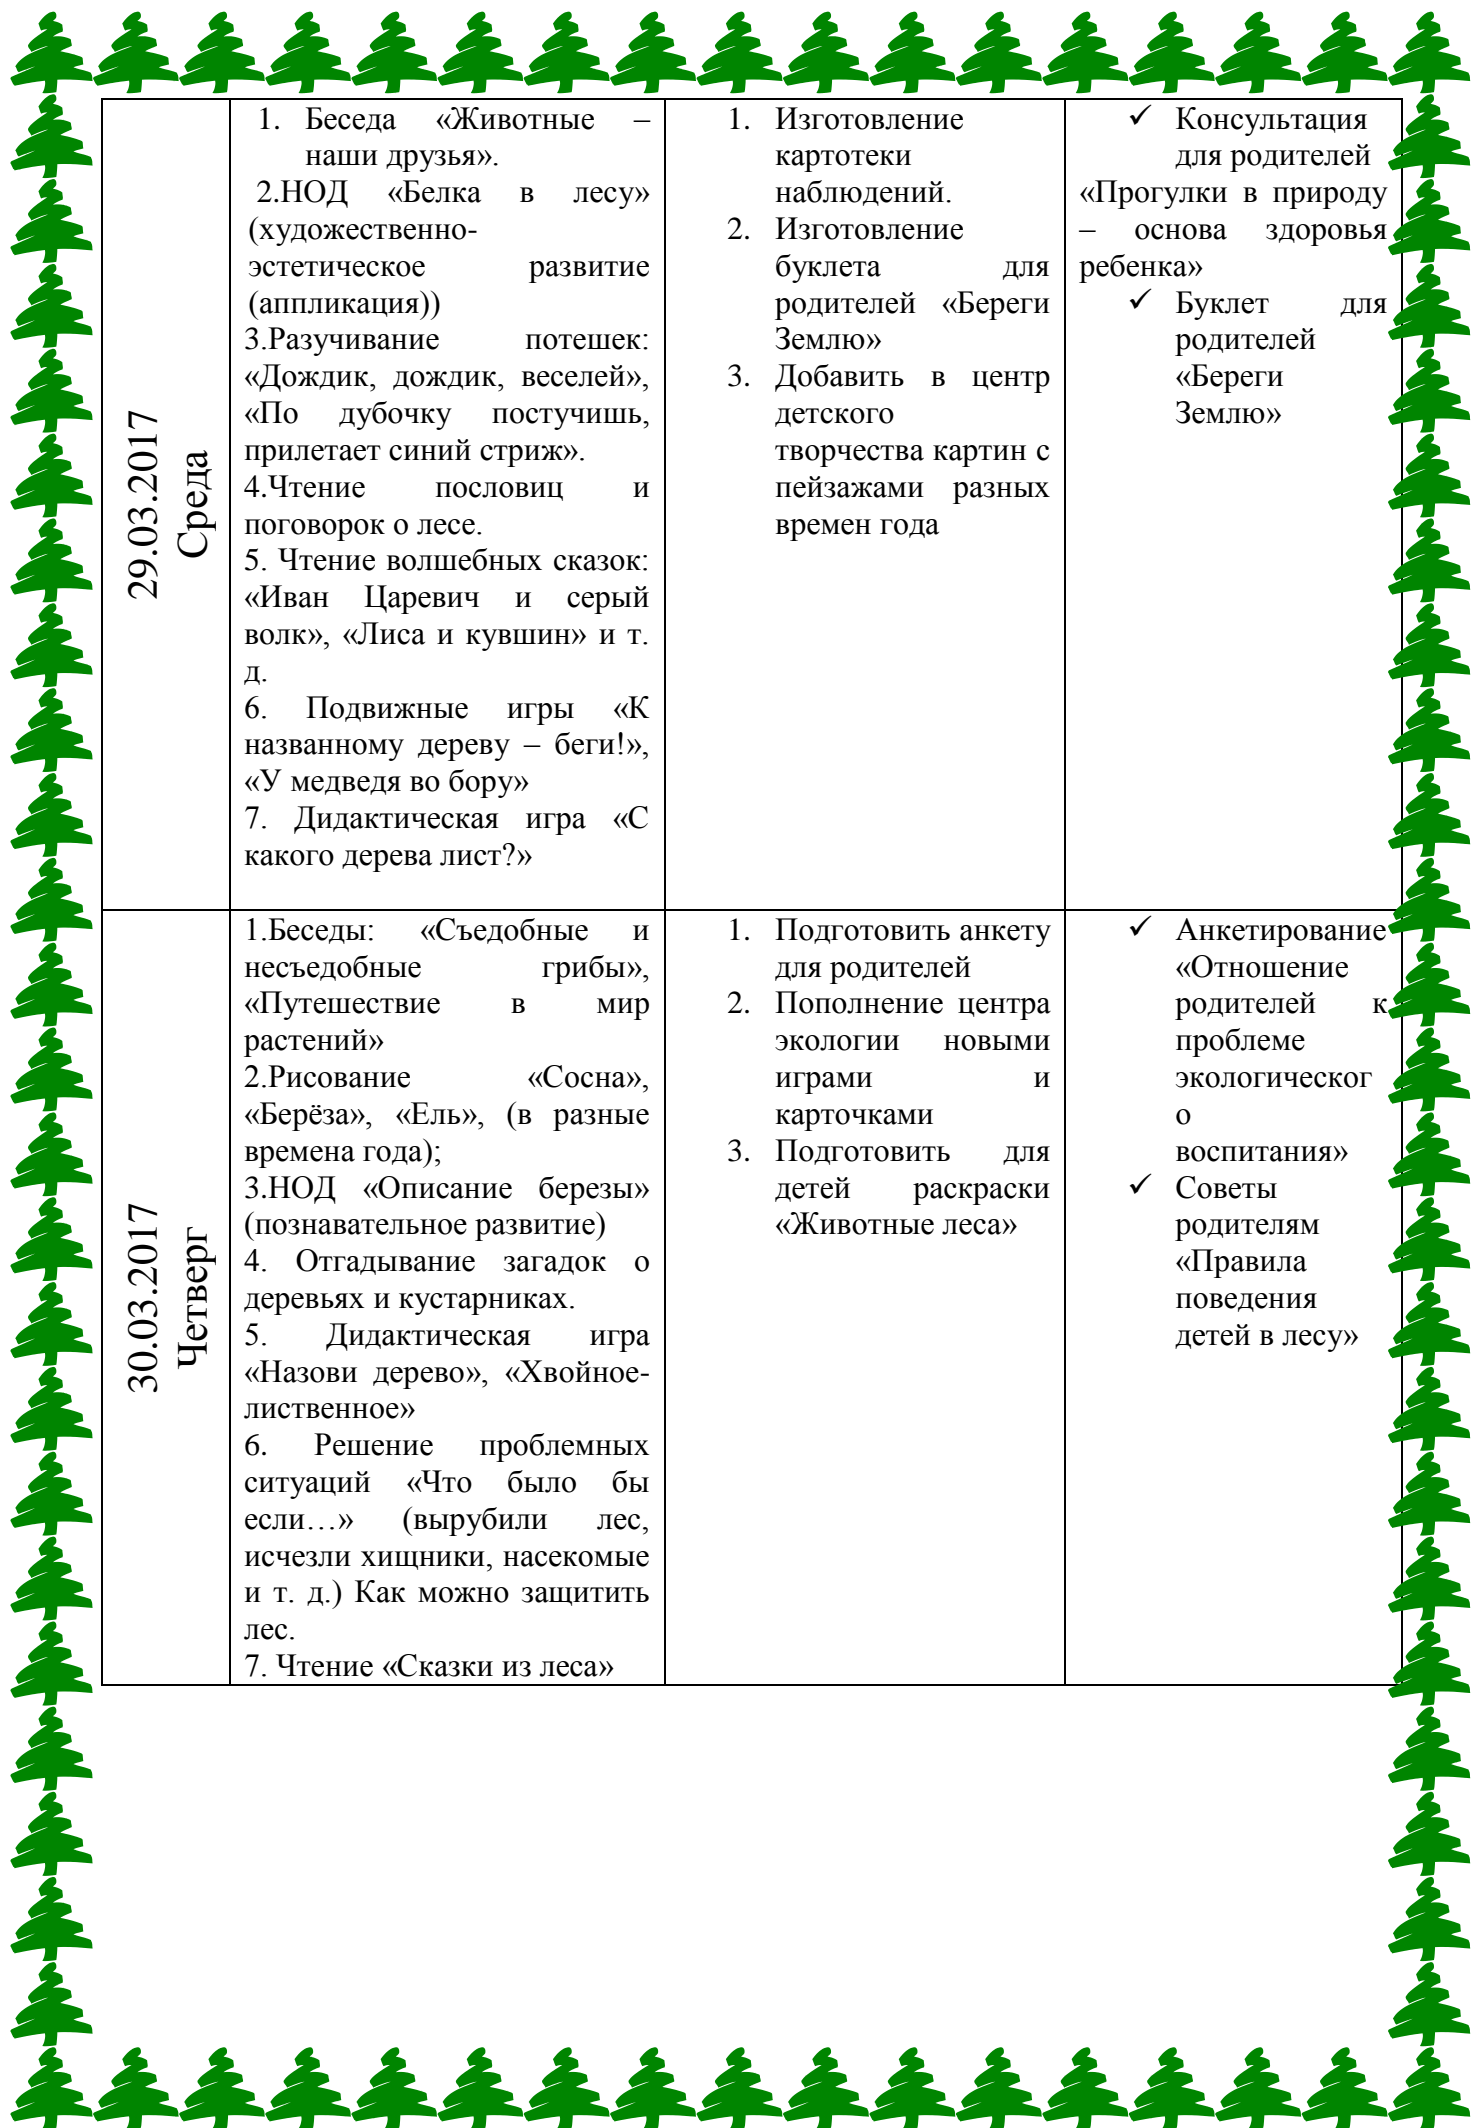 29.03.2017
Среда
1. Беседа «Животные –
наши друзья».
2.НОД «Белка в лесу»
(художественно-
эстетическое развитие
(аппликация))
3.Разучивание потешек:
«Дождик, дождик, веселей»,
«По дубочку постучишь,
прилетает синий стриж».
4.Чтение пословиц и
поговорок о лесе.
5. Чтение волшебных сказок:
«Иван Царевич и серый
волк», «Лиса и кувшин» и т.
д.
6. Подвижные игры «К
названному дереву – беги!»,
«У медведя во бору»
7. Дидактическая игра «С
какого дерева лист?»
1. Изготовление
картотеки
наблюдений.
2. Изготовление
буклета для
родителей «Береги
Землю»
3. Добавить в центр
детского
творчества картин с
пейзажами разных
времен года
✓ Консультация
для родителей
«Прогулки в природу
– основа здоровья
ребенка»
✓ Буклет для
родителей
«Береги
Землю»
30.03.2017
Четверг
1.Беседы: «Съедобные и
несъедобные грибы»,
«Путешествие в мир
растений»
2.Рисование «Сосна»,
«Берёза», «Ель», (в разные
времена года);
3.НОД «Описание березы»
(познавательное развитие)
4. Отгадывание загадок о
деревьях и кустарниках.
5. Дидактическая игра
«Назови дерево», «Хвойное-
лиственное»
6. Решение проблемных
ситуаций «Что было бы
если…» (вырубили лес,
исчезли хищники, насекомые
и т. д.) Как можно защитить
лес.
7. Чтение «Сказки из леса»
1. Подготовить анкету
для родителей
2. Пополнение центра
экологии новыми
играми и
карточками
3. Подготовить для
детей раскраски
«Животные леса»
✓ Анкетирование
«Отношение
родителей к
проблеме
экологическог
о
воспитания»
✓ Советы
родителям
«Правила
поведения
детей в лесу»